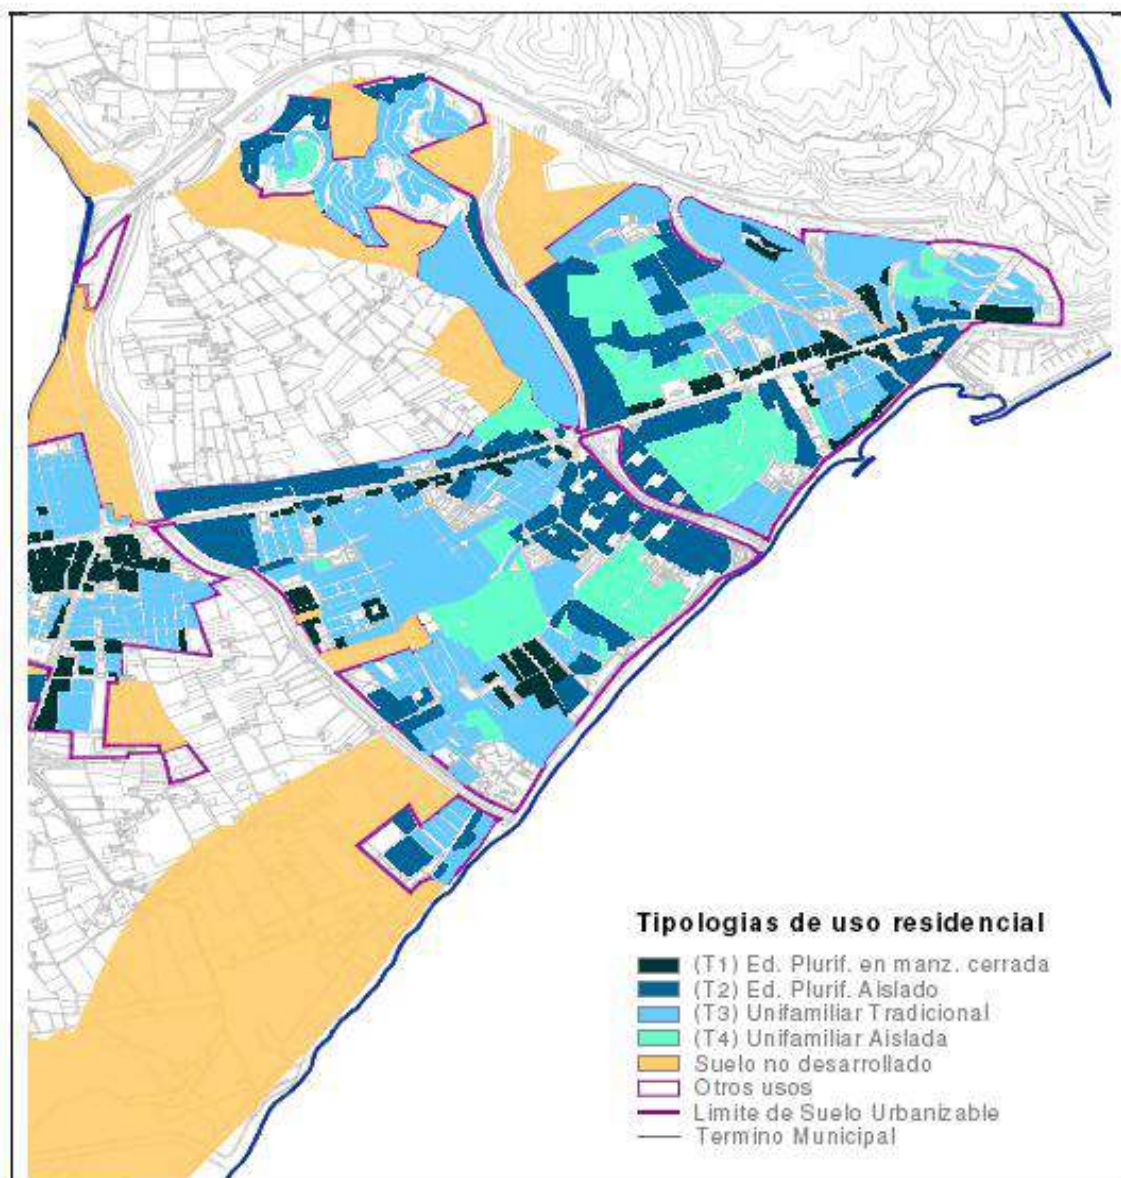 Tipologias de uso residencial
(T1) Ed. Plurif. en manz. cerrada
(T2) Ed. Plurif. Aislado
(T3) Unifamiliar Tradicional
(T4) Unifamiliar Aislada
Suelo no desarrollado
Otros usos
Limite de Suelo Urbanizable
Termino Municipal